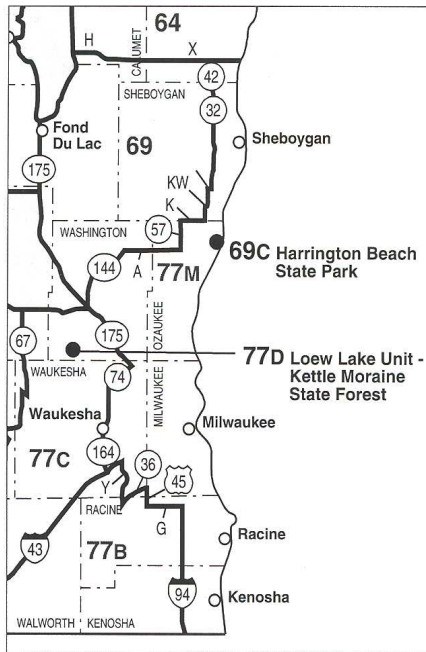 64
H
CALUMET
X
42
SHEBOYGAN
32
Fond
Du Lac
69
Sheboygan
175
KW
K
57
WASHINGTON
69C Harrington Beach
State Park
144
A
77M
OZAUKEE
67
175
77D Loew Lake Unit -
Kettle Moraine
State Forest
WAUKESHA
74
MILWAUKEE
Waukesha
Milwaukee
77C
164
36
45
Y
RACINE
G
43
77B
Racine
94
Kenosha
WALWORTH
KENOSHA